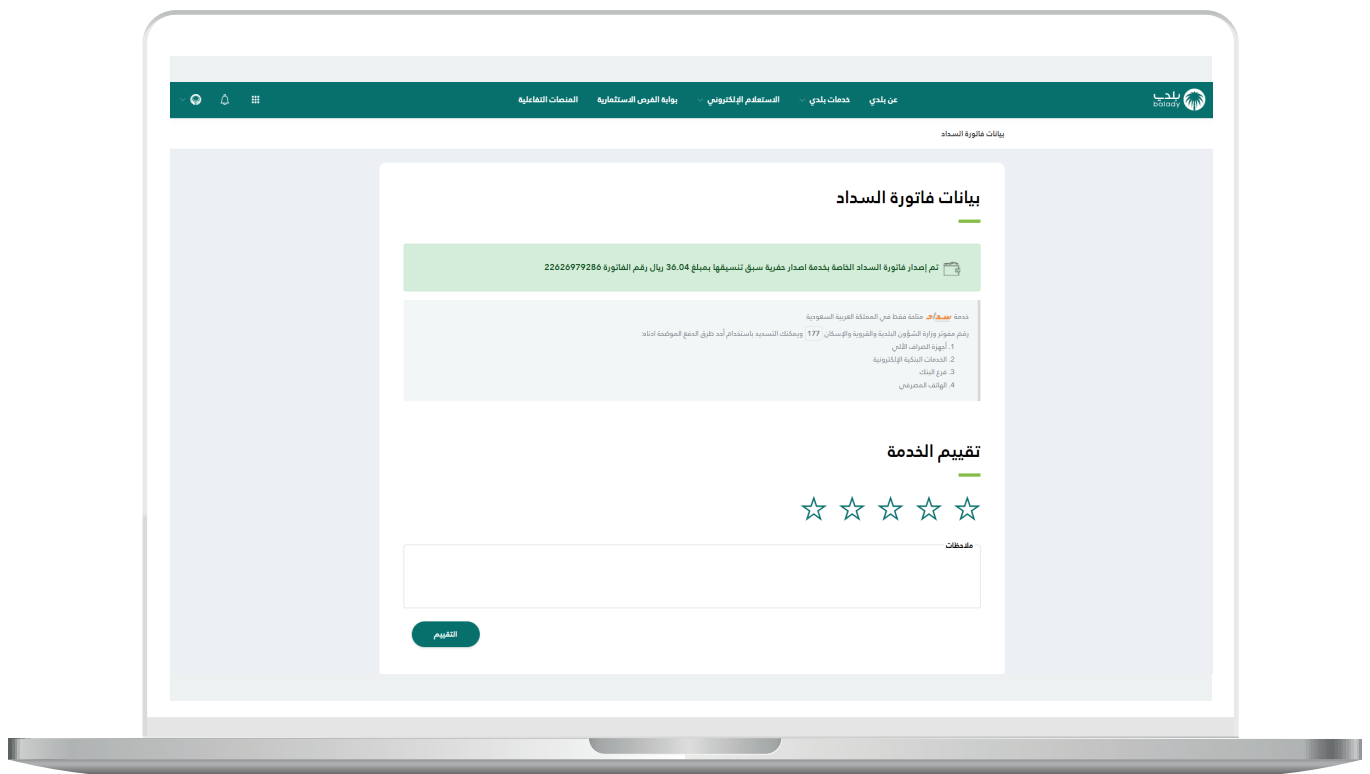 بلدي
balady
عن بلدي
خدمات بلدي
الاستعلام الإلكتروني
بوابة الفرص الاستثمارية
المنصات التفاعلية
بيانات فاتورة السداد
بيانات فاتورة السداد
تم إصدار فاتورة السداد الخاصة بخدمة اصدار حفرية سبق تنسيقها بمبلغ 36.04 ريال رقم الفاتورة 22626979286
خدمة سداد متاحة فقط في المملكة العربية السعودية
رقم مفوتر وزارة الشؤون البلدية والقروية والإسكان: 177 ويمكنك التسديد باستخدام أحد طرق الدفع الموضحة ادناه:
1. أجهزة الصراف الألي
2. الخدمات البنكية الإلكترونية
3. فرع البنك
4. الهاتف المصرفي
تقييم الخدمة
ملاحظات
التقييم